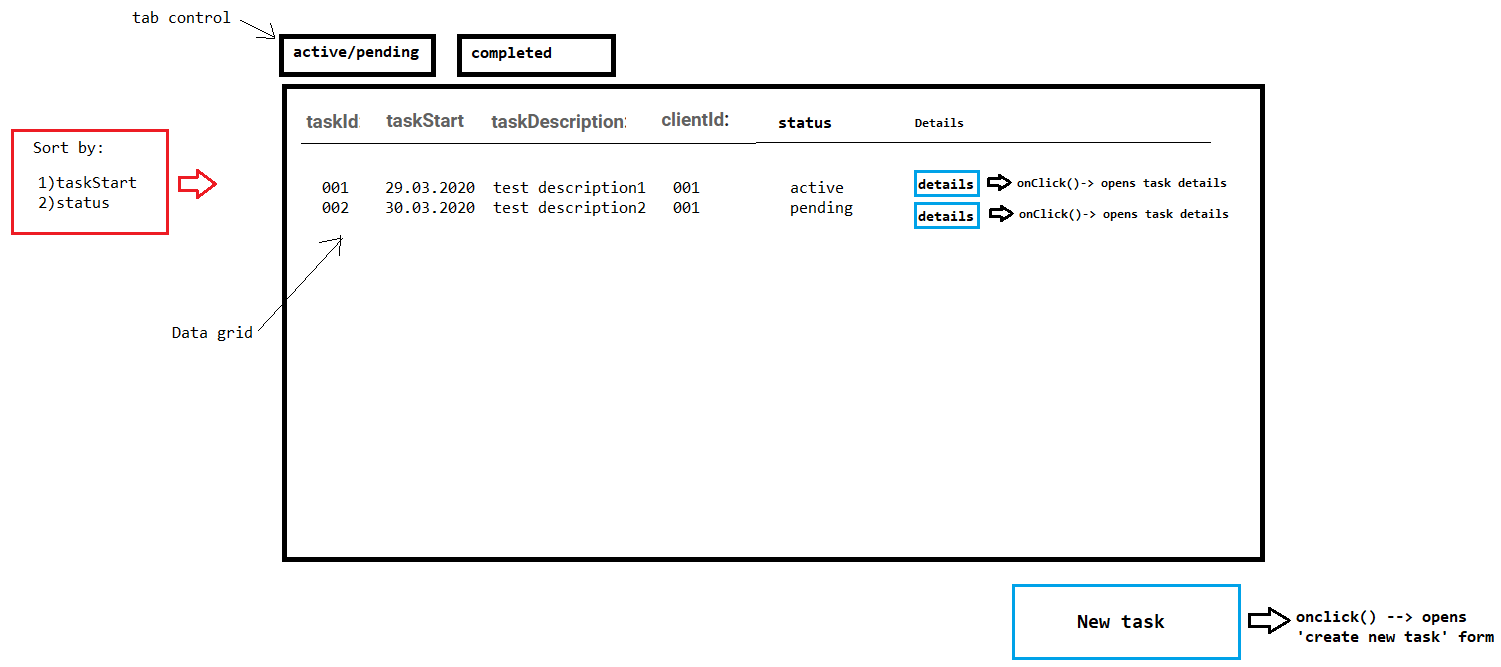 tab control
active/pending completed
taskId: taskStart taskDescription: clientId: status Details
Sort by:
1)taskStart
2)status
001 29.03.2020 test description1 001 active details onClick()-> opens task details
002 30.03.2020 test description2 001 pending details onClick()-> opens task details
Data grid
New task
onclick() --> opens
'create new task' form